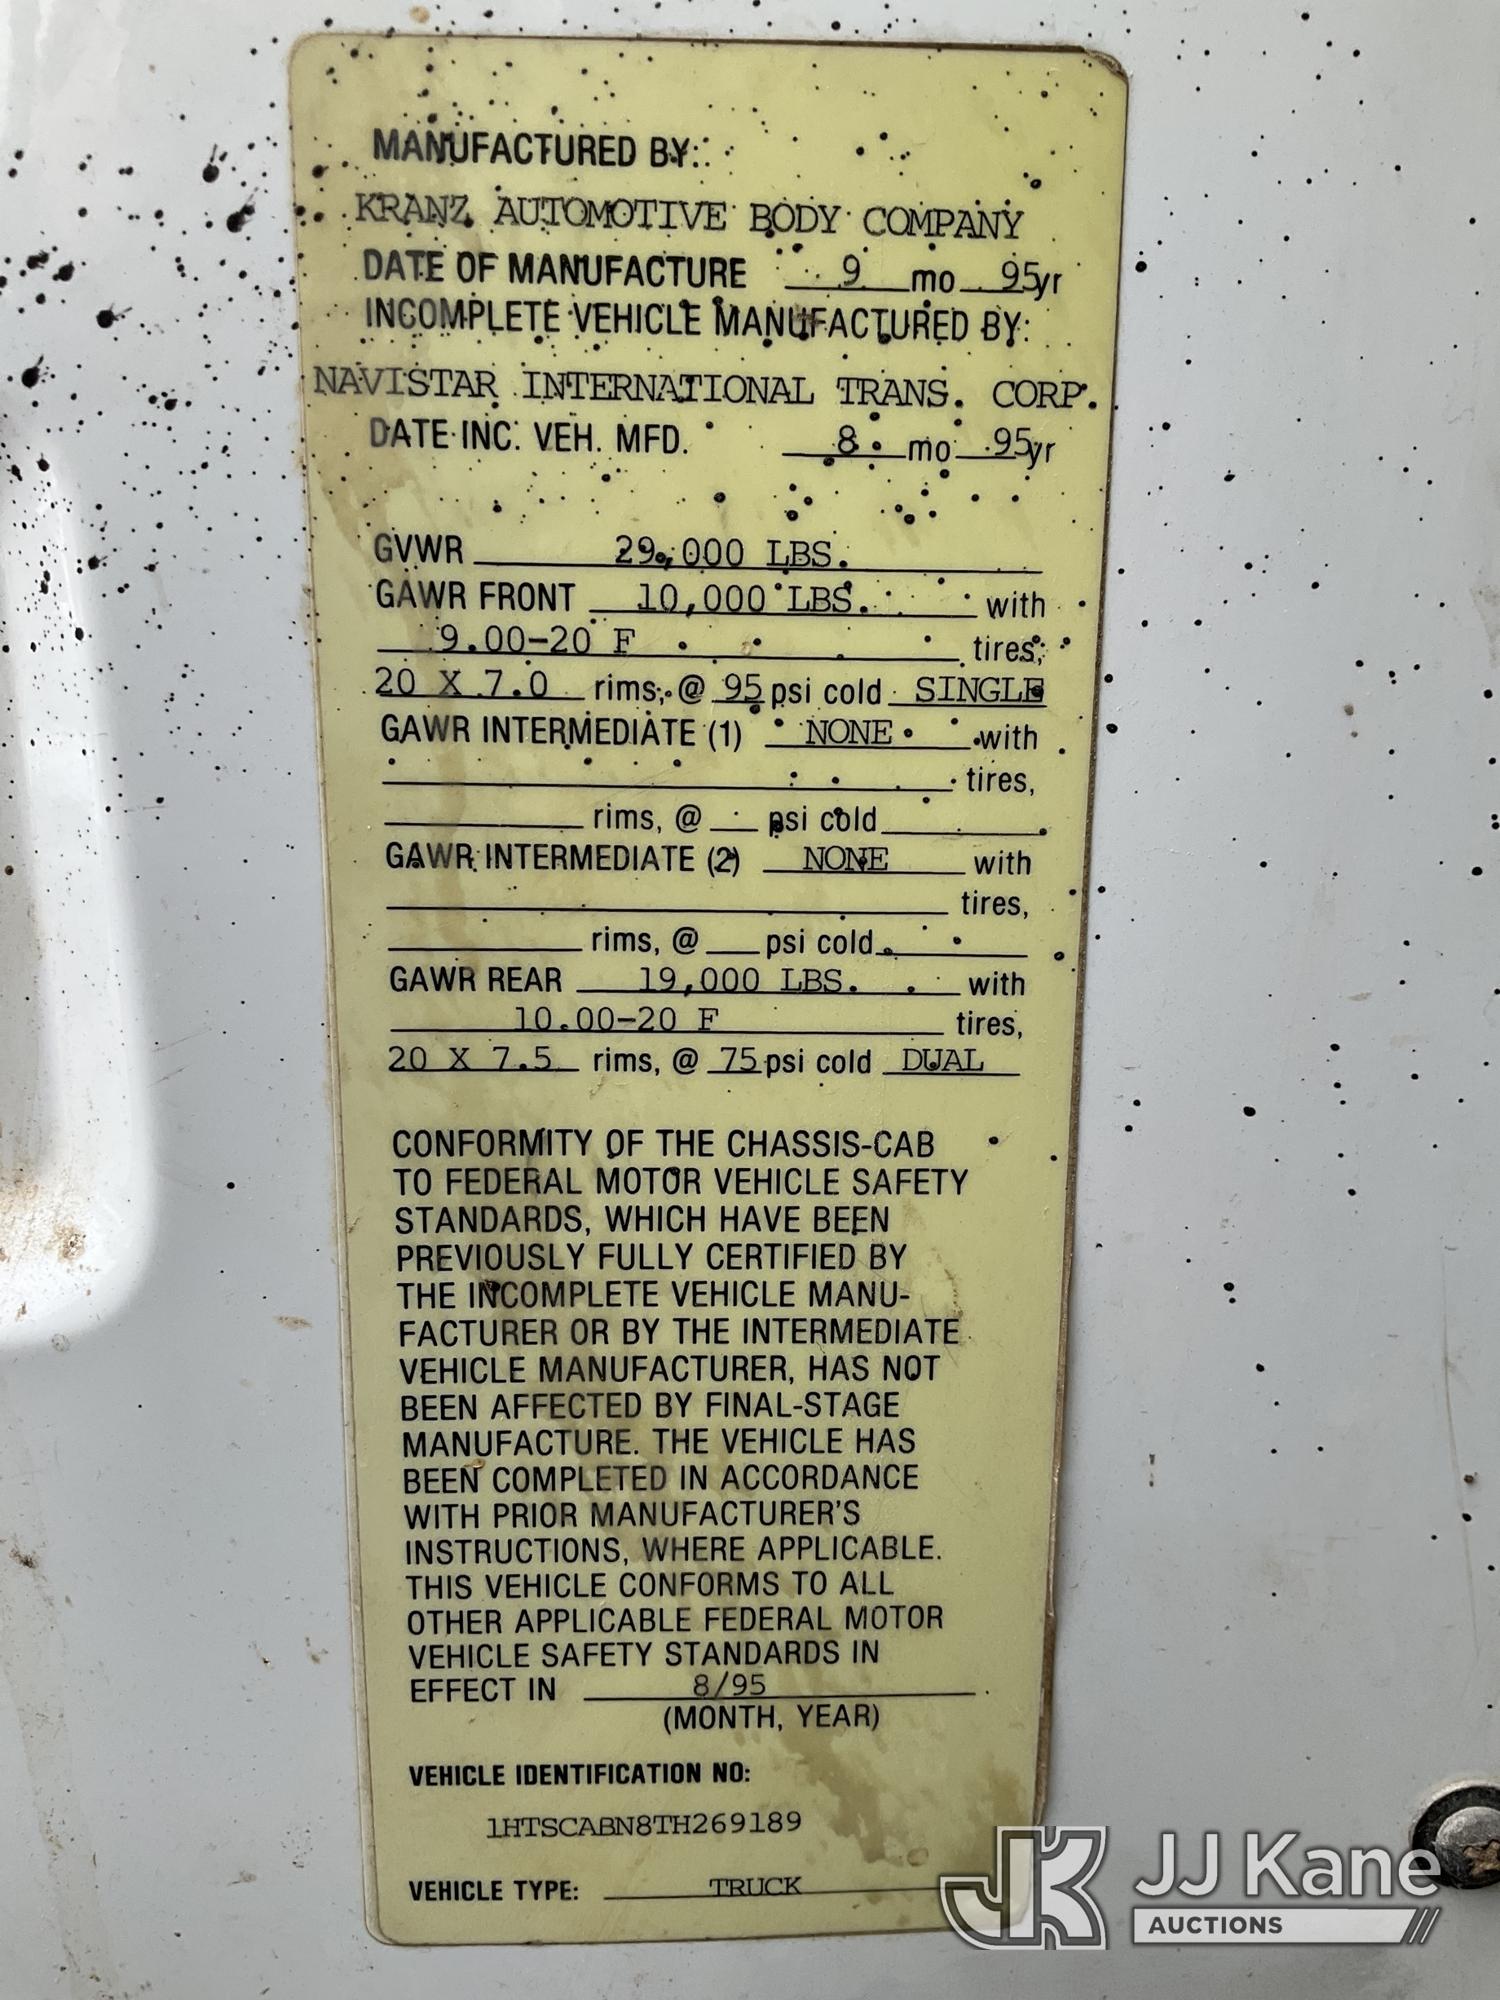 MANUFACTURED BY:
KRANZ AUTOMOTIVE BODY COMPANY
DATE OF MANUFACTURE 9 mo 95yr
INCOMPLETE VEHICLE MANUFACTURED BY:
NAVISTAR INTERNATIONAL TRANS. CORP.
DATE INC. VEH. MFD. 8 mo 95yr
GVWR 29,000 LBS.
GAWR FRONT 10,000 LBS. with
9.00-20 F tires,
20 X 7.0 rims, @ 95 psi cold SINGLE
GAWR INTERMEDIATE (1) NONE with
tires,
rims, @ psi cold
GAWR INTERMEDIATE (2) NONE with
tires,
rims, @ psi cold
GAWR REAR 19,000 LBS. with
10.00-20 F tires,
20 X 7.5 rims, @ 75 psi cold DUAL
CONFORMITY OF THE CHASSIS-CAB
TO FEDERAL MOTOR VEHICLE SAFETY
STANDARDS, WHICH HAVE BEEN
PREVIOUSLY FULLY CERTIFIED BY
THE INCOMPLETE VEHICLE MANU-
FACTURER OR BY THE INTERMEDIATE
VEHICLE MANUFACTURER, HAS NOT
BEEN AFFECTED BY FINAL-STAGE
MANUFACTURE. THE VEHICLE HAS
BEEN COMPLETED IN ACCORDANCE
WITH PRIOR MANUFACTURER'S
INSTRUCTIONS, WHERE APPLICABLE.
THIS VEHICLE CONFORMS TO ALL
OTHER APPLICABLE FEDERAL MOTOR
VEHICLE SAFETY STANDARDS IN
EFFECT IN 8/95
(MONTH, YEAR)
VEHICLE IDENTIFICATION NO:
1HTSCABN8TH269189
VEHICLE TYPE: TRUCK
JK JJ Kane
AUCTIONS